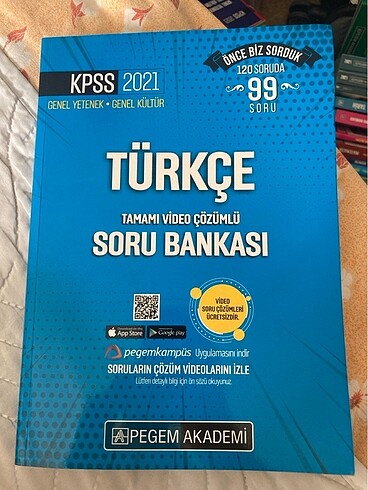 KPSS 2021
GENEL YETENEK • GENEL KÜLTÜR
ÖNCE BİZ SORDUK
120 SORUDA
99
SORU
TÜRKÇE
TAMAMI VİDEO ÇÖZÜMLÜ
SORU BANKASI
VİDEO
SORU ÇÖZÜMLERİ
ÜCRETSİZDİR.
App Store
Google play
pegemkampüs Uygulamasını indir
SORULARIN ÇÖZÜM VİDEOLARINI İZLE
Lütfen detaylı bilgi için ön sözü okuyunuz.
PEGEM AKADEMİ